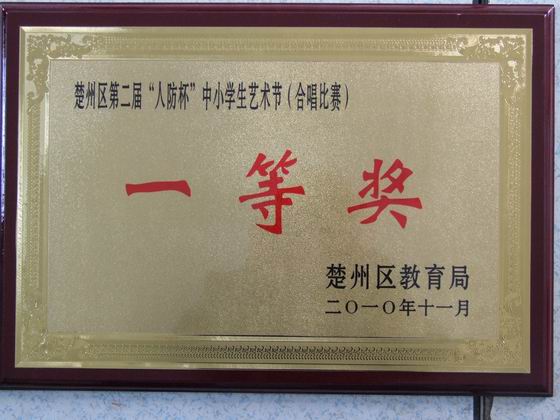 楚州区第二届“人防杯”中小学生艺术节（合唱比赛）
一等奖
楚州区教育局
二〇一〇年十一月